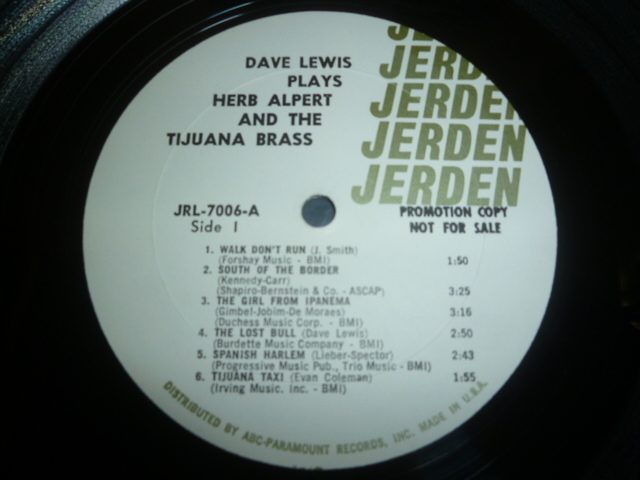 DAVE LEWIS
PLAYS
HERB ALPERT
AND THE
TIJUANA BRASS
JERDEN
JERDEN
JERDEN
JERDEN
JERDEN
JRL-7006-A
Side 1
PROMOTION COPY
NOT FOR SALE
1. WALK DON'T RUN (J. Smith)
(Forshay Music - BMI) 1:50
2. SOUTH OF THE BORDER
(Kennedy-Carr)
(Shapiro-Bernstein & Co. - ASCAP) 3:25
3. THE GIRL FROM IPANEMA
(Gimbel-Jobim-De Moraes)
(Duchess Music Corp. - BMI) 3:16
4. THE LOST BULL (Dave Lewis)
(Burdette Music Company - BMI) 2:50
5. SPANISH HARLEM (Lieber-Spector)
(Progressive Music Pub., Trio Music - BMI) 2:43
6. TIJUANA TAXI (Evan Coleman)
(Irving Music. Inc. - BMI) 1:55
DISTRIBUTED BY ABC-PARAMOUNT RECORDS, INC. MADE IN U.S.A.